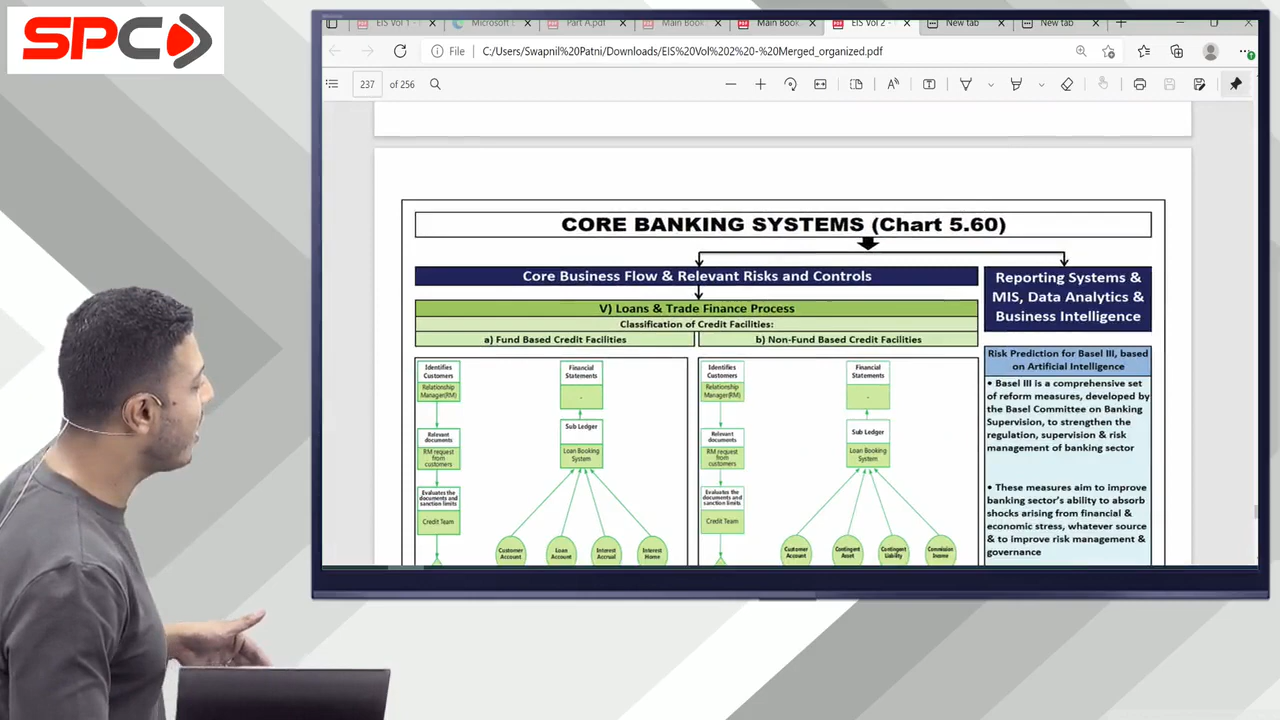 SPC
EIS Vol 1 -
Microsoft
Part A.pdf
Main Book
Main Book
EIS Vol 2 -
New tab
New tab
File
C:/Users/Swapnil%20Patni/Downloads/EIS%20Vol%202%20-%20Merged_organized.pdf
237
of 256
CORE BANKING SYSTEMS (Chart 5.60)
Core Business Flow & Relevant Risks and Controls
V) Loans & Trade Finance Process
Classification of Credit Facilities:
a) Fund Based Credit Facilities
b) Non-Fund Based Credit Facilities
Identifies
Customers
Relationship
Manager(RM)
Relevant
documents
RM request
from
customers
Evaluates the
documents and
sanction limits
Credit Team
Financial
Statements
Sub Ledger
Loan Booking
System
Customer
Account
Loan
Account
Interest
Accrual
Interest
Home
Identifies
Customers
Relationship
Manager(RM)
Relevant
documents
RM request
from
customers
Evaluates the
documents and
sanction limits
Credit Team
Financial
Statements
Sub Ledger
Loan Booking
System
Customer
Account
Contingent
Asset
Contingent
Liability
Commission
Income
Reporting Systems &
MIS, Data Analytics &
Business Intelligence
Risk Prediction for Basel III, based
on Artificial Intelligence
• Basel III is a comprehensive set
of reform measures, developed by
the Basel Committee on Banking
Supervision, to strengthen the
regulation, supervision & risk
management of banking sector
• These measures aim to improve
banking sector's ability to absorb
shocks arising from financial &
economic stress, whatever source
& to improve risk management &
governance